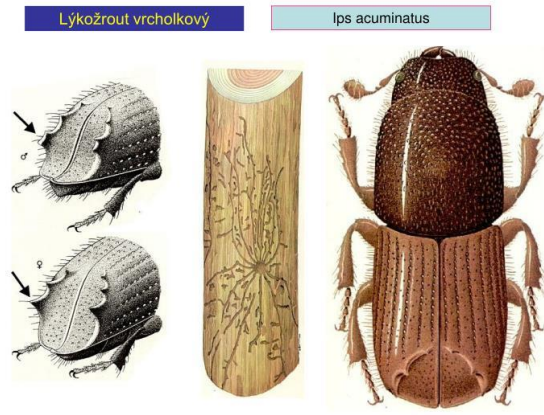 Lýkožrout vrcholkový
Ips acuminatus
♂
♀